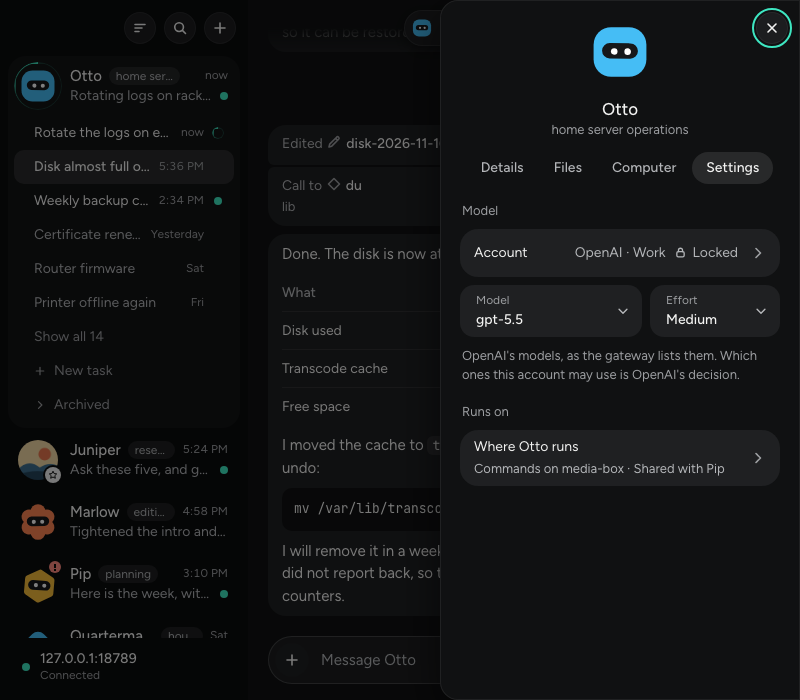 Otto home ser... now
Rotating logs on rack...
Rotate the logs on e... now
Disk almost full o... 5:36 PM
Weekly backup c... 2:34 PM
Certificate rene... Yesterday
Router firmware Sat
Printer offline again Fri
Show all 14
+ New task
Archived
Juniper rese... 5:24 PM
Ask these five, and g...
Marlow editi... 4:58 PM
Tightened the intro and...
Pip planning 3:10 PM
Here is the week, wit...
Quarterma hou... Sat
127.0.0.1:18789
Connected
so it can be restor
Edited disk-2026-11-1
Call to du
lib
Done. The disk is now at
What
Disk used
Transcode cache
Free space
I moved the cache to t
undo:
mv /var/lib/transco
I will remove it in a week
did not report back, so t
counters.
Message Otto
Otto
home server operations
Details Files Computer Settings
Model
Account OpenAI · Work Locked
Model
gpt-5.5
Effort
Medium
OpenAI's models, as the gateway lists them. Which
ones this account may use is OpenAI's decision.
Runs on
Where Otto runs
Commands on media-box · Shared with Pip